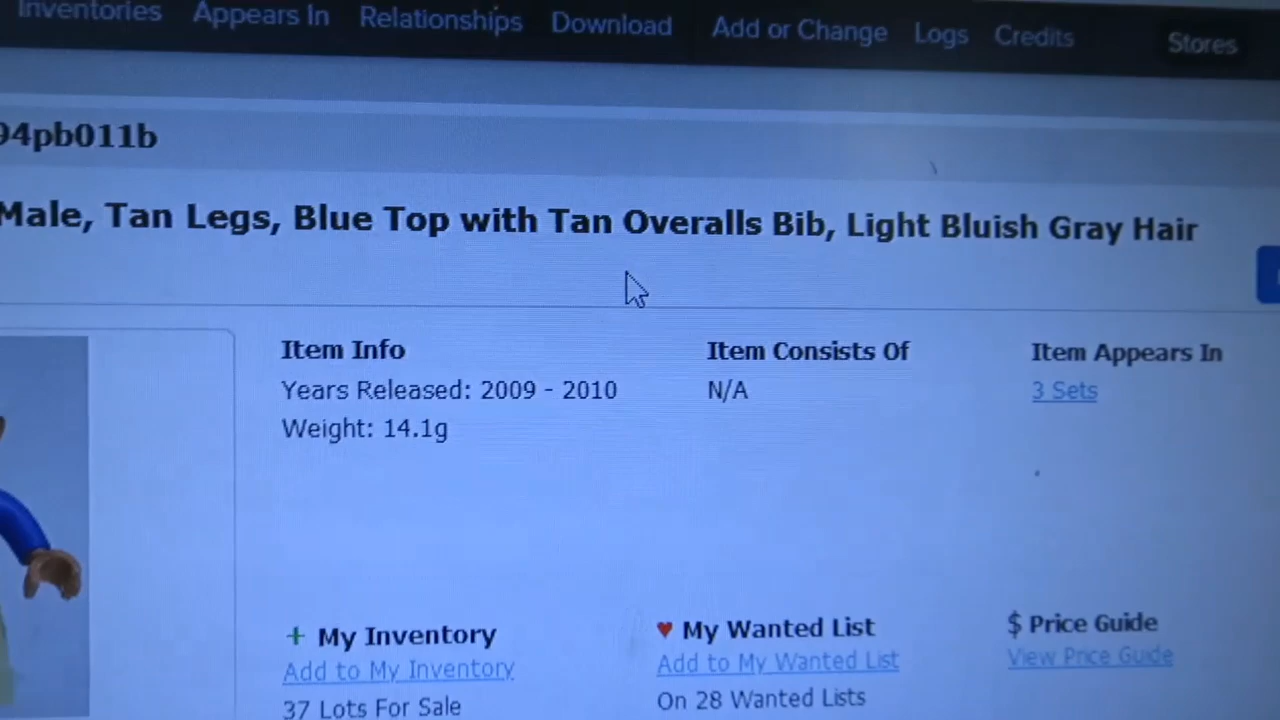 Inventories Appears In Relationships Download Add or Change Logs Credits Stores
94pb011b
Male, Tan Legs, Blue Top with Tan Overalls Bib, Light Bluish Gray Hair
Item Info Item Consists Of Item Appears In
Years Released: 2009 - 2010 N/A 3 Sets
Weight: 14.1g
+ My Inventory ♥ My Wanted List $ Price Guide
Add to My Inventory Add to My Wanted List View Price Guide
37 Lots For Sale On 28 Wanted Lists